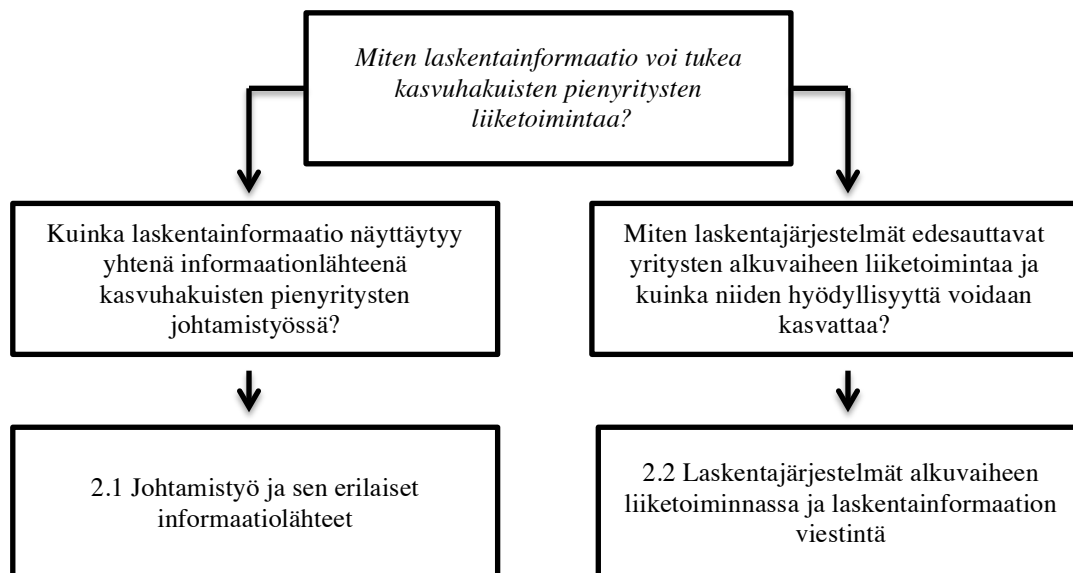 Miten laskentainformaatio voi tukea
kasvuhakuisten pienyritysten
liiketoimintaa?
Kuinka laskentainformaatio näyttäytyy
yhtenä informaationlähteenä
kasvuhakuisten pienyritysten
johtamistyössä?
Miten laskentajärjestelmät edesauttavat
yritysten alkuvaiheen liiketoimintaa ja
kuinka niiden hyödyllisyyttä voidaan
kasvattaa?
2.1 Johtamistyö ja sen erilaiset
informaatiolähteet
2.2 Laskentajärjestelmät alkuvaiheen
liiketoiminnassa ja laskentainformaation
viestintä